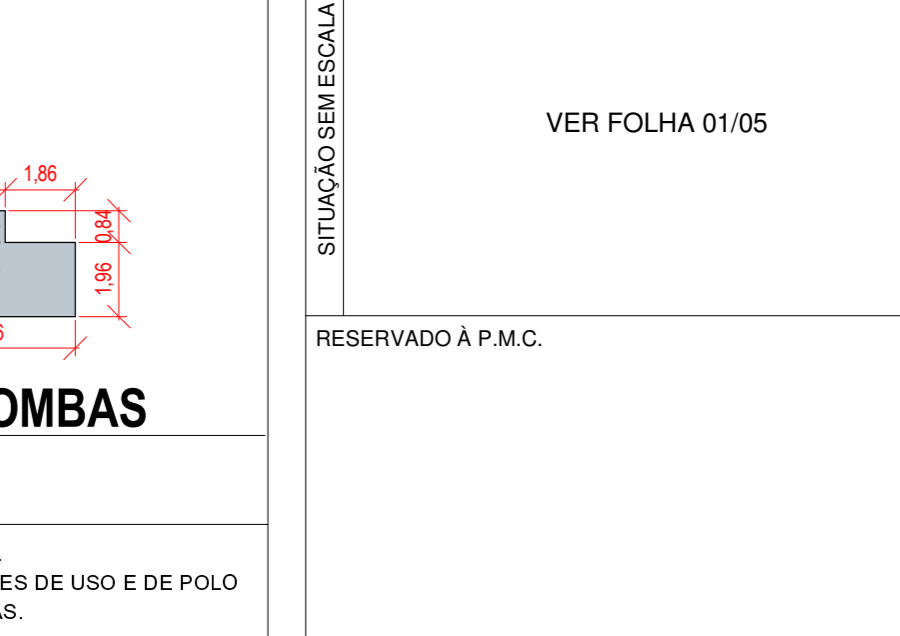 SITUAÇÃO SEM ESCALA
VER FOLHA 01/05
1,86
0,84
1,96
RESERVADO À P.M.C.
OMBAS
ES DE USO E DE POLO
AS.